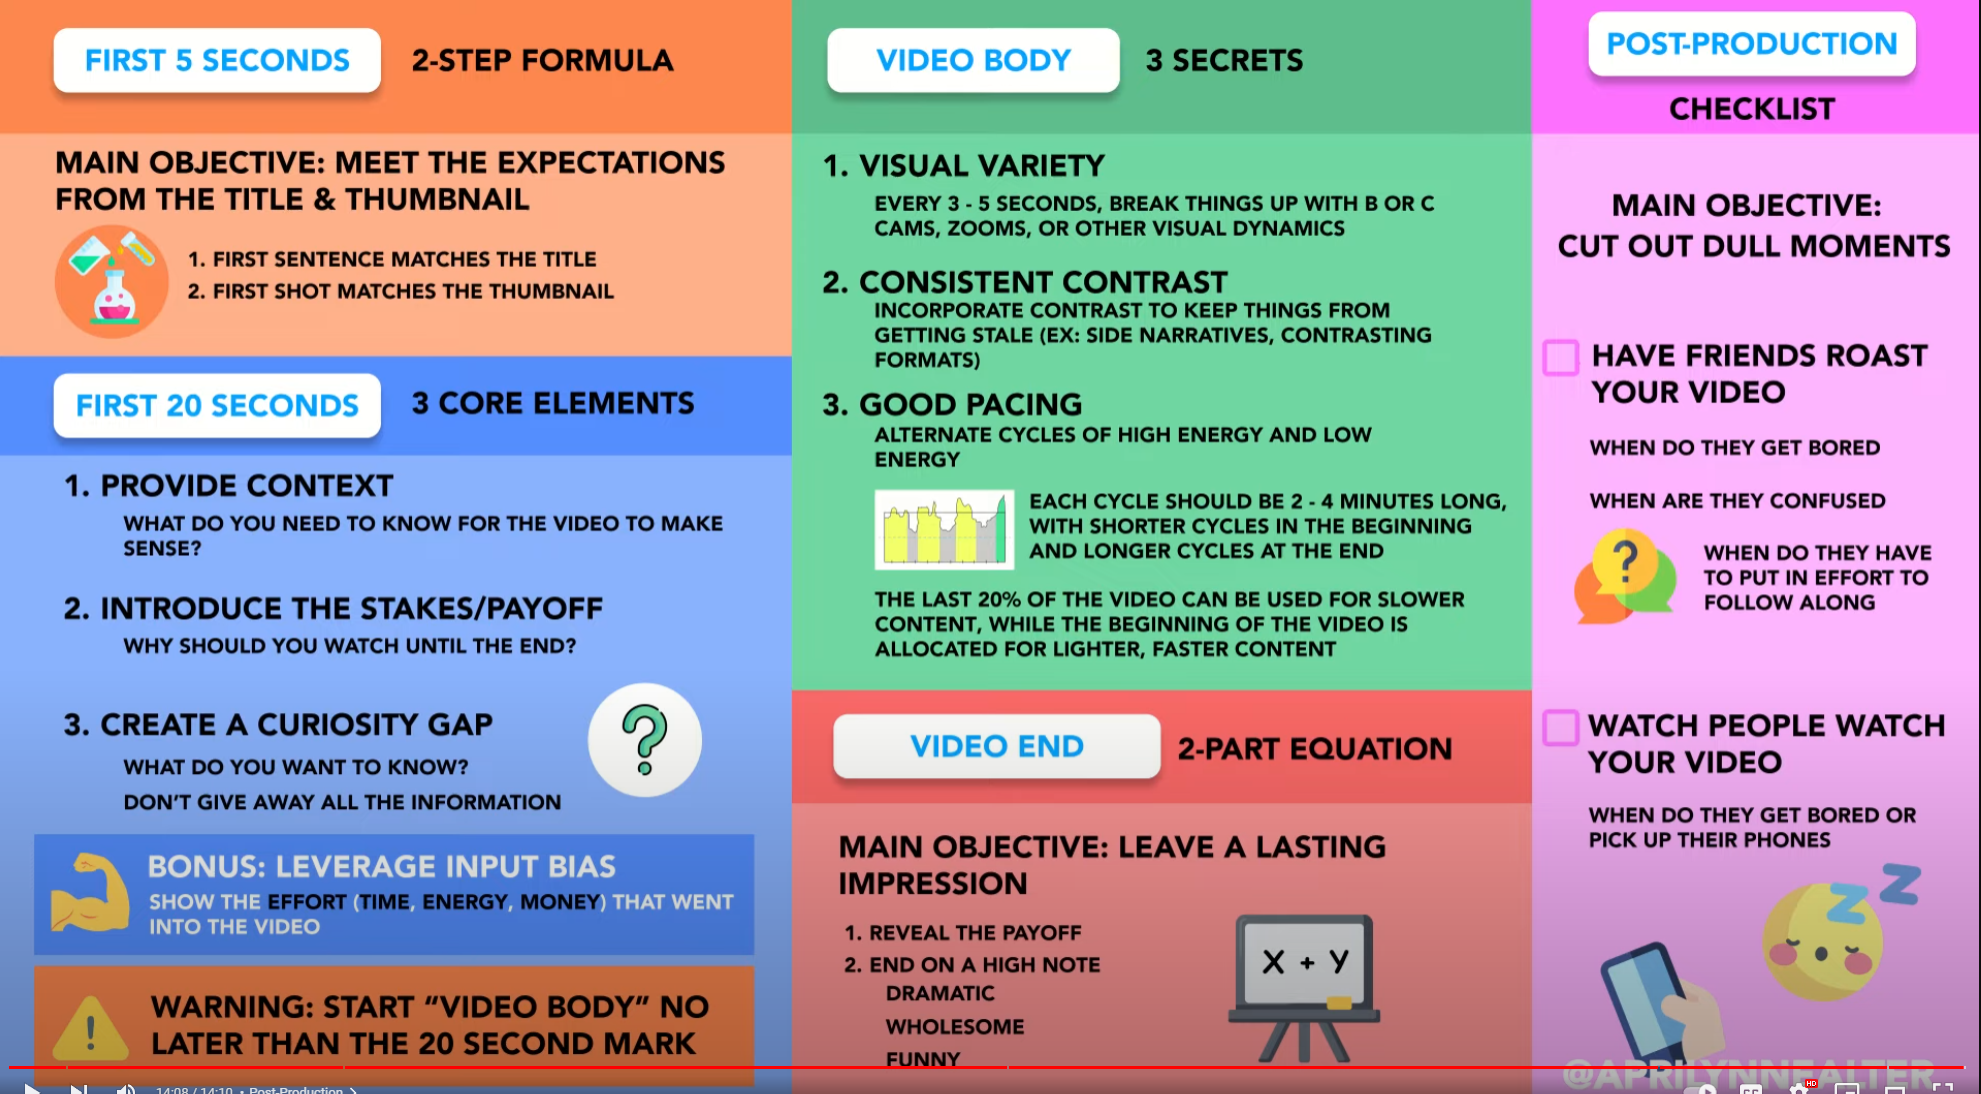 FIRST 5 SECONDS
2-STEP FORMULA
MAIN OBJECTIVE: MEET THE EXPECTATIONS
FROM THE TITLE & THUMBNAIL
1. FIRST SENTENCE MATCHES THE TITLE
2. FIRST SHOT MATCHES THE THUMBNAIL
FIRST 20 SECONDS
3 CORE ELEMENTS
1. PROVIDE CONTEXT
WHAT DO YOU NEED TO KNOW FOR THE VIDEO TO MAKE
SENSE?
2. INTRODUCE THE STAKES/PAYOFF
WHY SHOULD YOU WATCH UNTIL THE END?
3. CREATE A CURIOSITY GAP
WHAT DO YOU WANT TO KNOW?
DON'T GIVE AWAY ALL THE INFORMATION
?
BONUS: LEVERAGE INPUT BIAS
SHOW THE EFFORT (TIME, ENERGY, MONEY) THAT WENT
INTO THE VIDEO
!
WARNING: START “VIDEO BODY” NO
LATER THAN THE 20 SECOND MARK
VIDEO BODY
3 SECRETS
1. VISUAL VARIETY
EVERY 3 - 5 SECONDS, BREAK THINGS UP WITH B OR C
CAMS, ZOOMS, OR OTHER VISUAL DYNAMICS
2. CONSISTENT CONTRAST
INCORPORATE CONTRAST TO KEEP THINGS FROM
GETTING STALE (EX: SIDE NARRATIVES, CONTRASTING
FORMATS)
3. GOOD PACING
ALTERNATE CYCLES OF HIGH ENERGY AND LOW
ENERGY
EACH CYCLE SHOULD BE 2 - 4 MINUTES LONG,
WITH SHORTER CYCLES IN THE BEGINNING
AND LONGER CYCLES AT THE END
THE LAST 20% OF THE VIDEO CAN BE USED FOR SLOWER
CONTENT, WHILE THE BEGINNING OF THE VIDEO IS
ALLOCATED FOR LIGHTER, FASTER CONTENT
VIDEO END
2-PART EQUATION
MAIN OBJECTIVE: LEAVE A LASTING
IMPRESSION
1. REVEAL THE PAYOFF
2. END ON A HIGH NOTE
DRAMATIC
WHOLESOME
FUNNY
X + Y
POST-PRODUCTION
CHECKLIST
MAIN OBJECTIVE:
CUT OUT DULL MOMENTS
HAVE FRIENDS ROAST
YOUR VIDEO
WHEN DO THEY GET BORED
WHEN ARE THEY CONFUSED
?
WHEN DO THEY HAVE
TO PUT IN EFFORT TO
FOLLOW ALONG
WATCH PEOPLE WATCH
YOUR VIDEO
WHEN DO THEY GET BORED OR
PICK UP THEIR PHONES
Z Z
@APRILYNNEALTER
14:08 / 14:10 • Post-Production >
HD